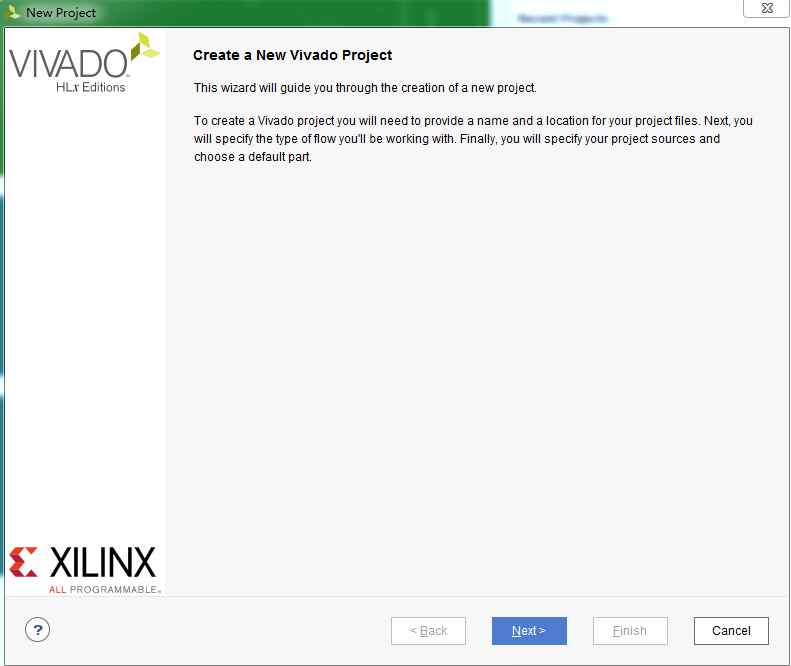 New Project
Recent Projects
VIVADO
HLx Editions
Create a New Vivado Project
This wizard will guide you through the creation of a new project.
To create a Vivado project you will need to provide a name and a location for your project files. Next, you
will specify the type of flow you'll be working with. Finally, you will specify your project sources and
choose a default part.
XILINX
ALL PROGRAMMABLE™
?
< Back
Next >
Finish
Cancel